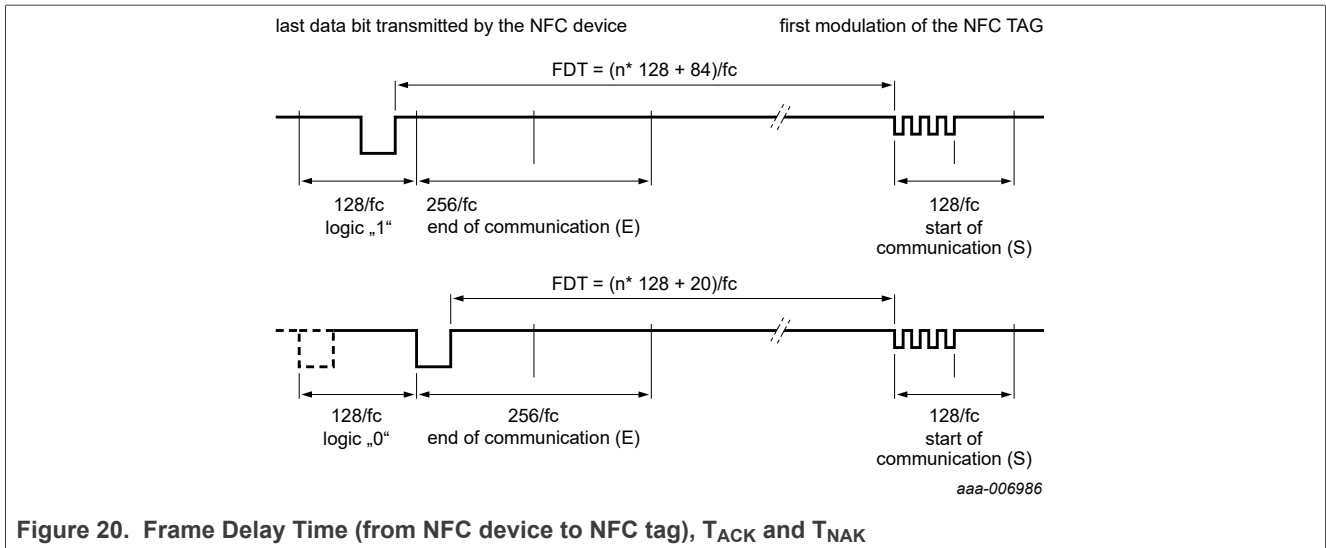 last data bit transmitted by the NFC device
first modulation of the NFC TAG
FDT = (n* 128 + 84)/fc
128/fc
logic „1“
256/fc
end of communication (E)
128/fc
start of
communication (S)
FDT = (n* 128 + 20)/fc
128/fc
logic „0“
256/fc
end of communication (E)
128/fc
start of
communication (S)
aaa-006986
Figure 20. Frame Delay Time (from NFC device to NFC tag), TACK and TNAK